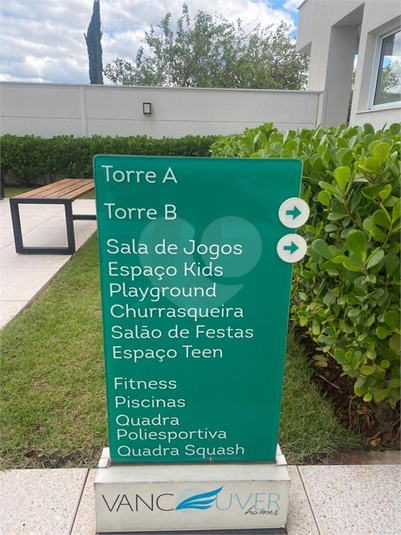 Torre A
Torre B
Sala de Jogos
Espaço Kids
Playground
Churrasqueira
Salão de Festas
Espaço Teen
Fitness
Piscinas
Quadra
Poliesportiva
Quadra Squash
VANCOUVER
homes